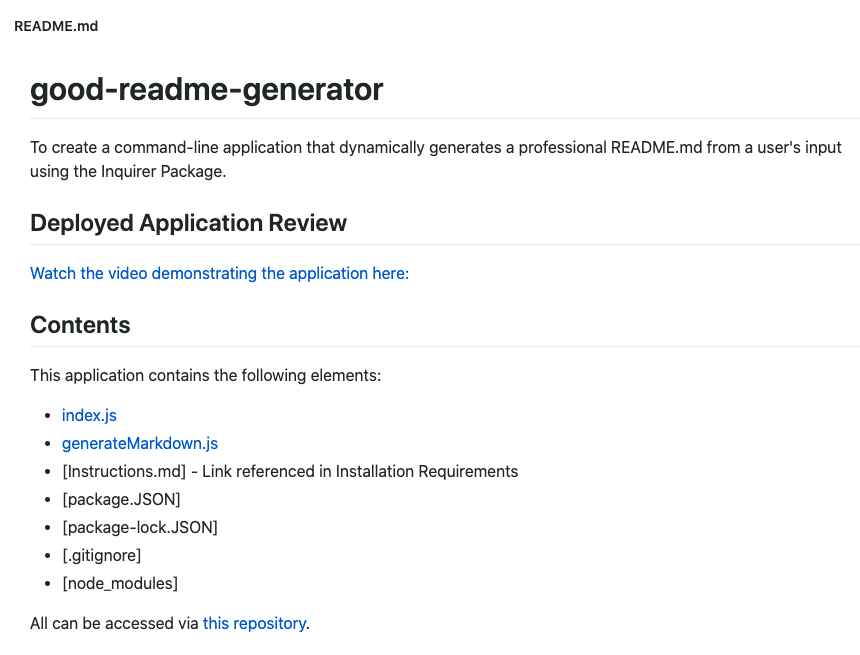 README.md
good-readme-generator
To create a command-line application that dynamically generates a professional README.md from a user's input
using the Inquirer Package.
Deployed Application Review
Watch the video demonstrating the application here:
Contents
This application contains the following elements:
• index.js
• generateMarkdown.js
• [Instructions.md] - Link referenced in Installation Requirements
• [package.JSON]
• [package-lock.JSON]
• [.gitignore]
• [node_modules]
All can be accessed via this repository.